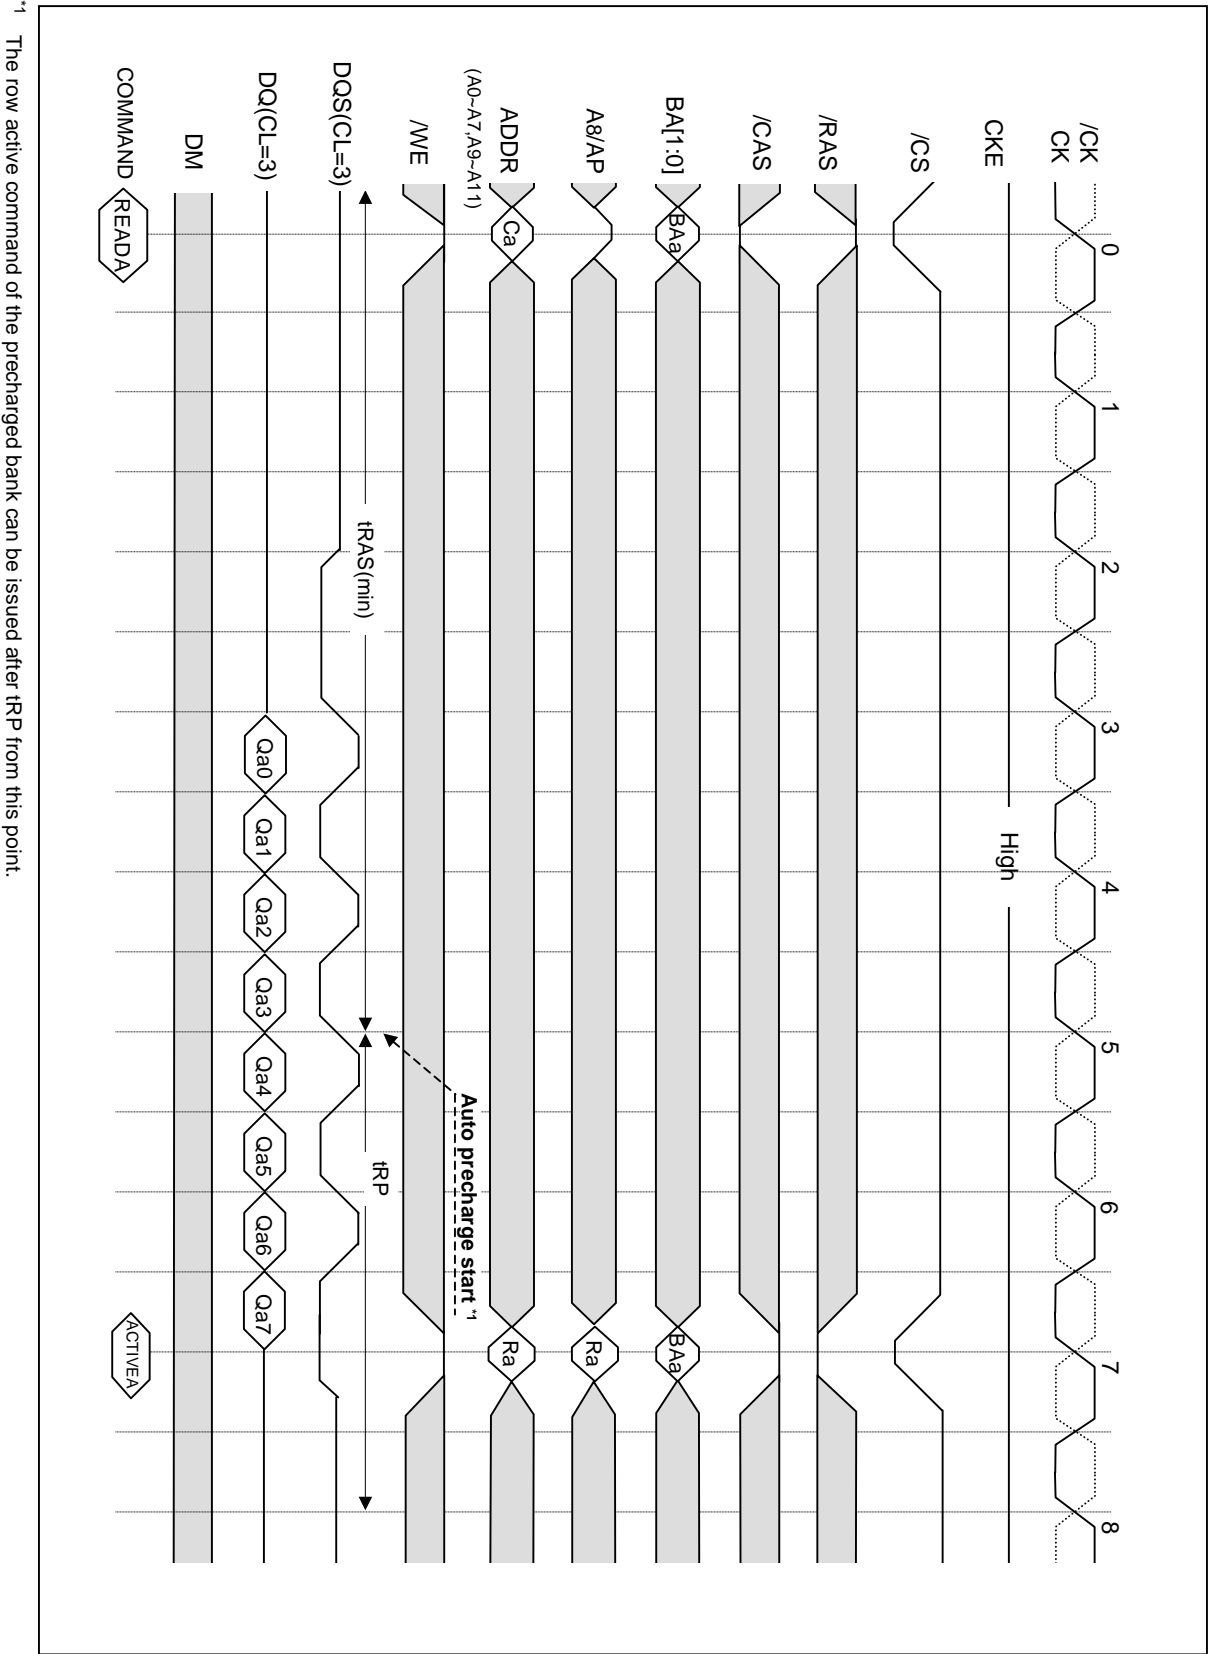 0 1 2 3 4 5 6 7 8
/CK
CK
CKE High
/CS
/RAS
/CAS
BA[1:0] BAa BAa
A8/AP Ra
ADDR Ca Ra
(A0~A7,A9~A11)
/WE
Auto precharge start *1
tRAS(min) tRP
DQS(CL=3)
DQ(CL=3) Qa0 Qa1 Qa2 Qa3 Qa4 Qa5 Qa6 Qa7
DM
COMMAND READA ACTIVEA
*1 The row active command of the precharged bank can be issued after tRP from this point.